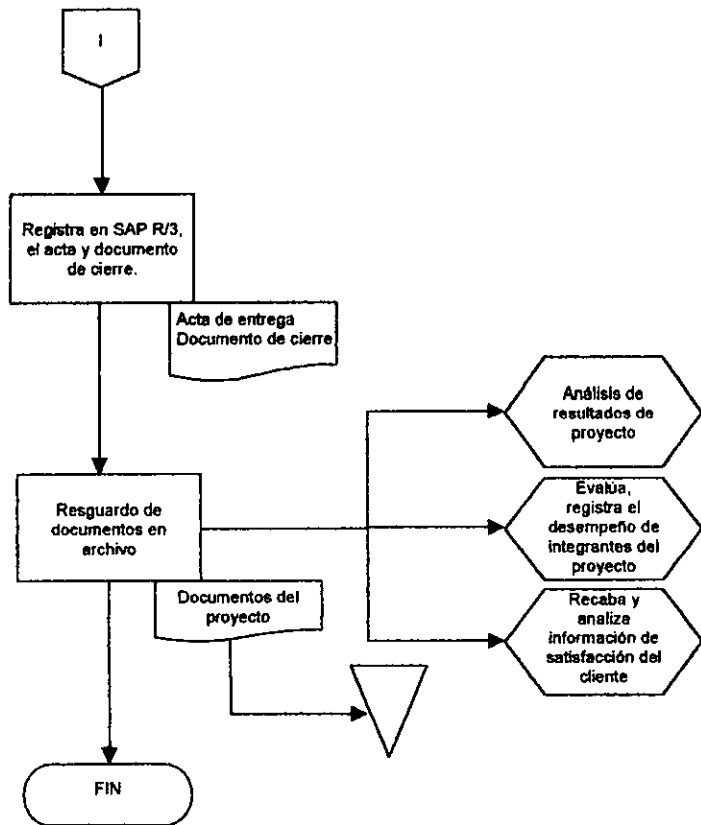 I
Registra en SAP R/3,
el acta y documento
de cierre.
Acta de entrega
Documento de cierre
Análisis de
resultados de
proyecto
Resguardo de
documentos en
archivo
Evalúa,
registra el
desempeño de
integrantes del
proyecto
Documentos del
proyecto
Recaba y
analiza
información de
satisfacción del
cliente
FIN